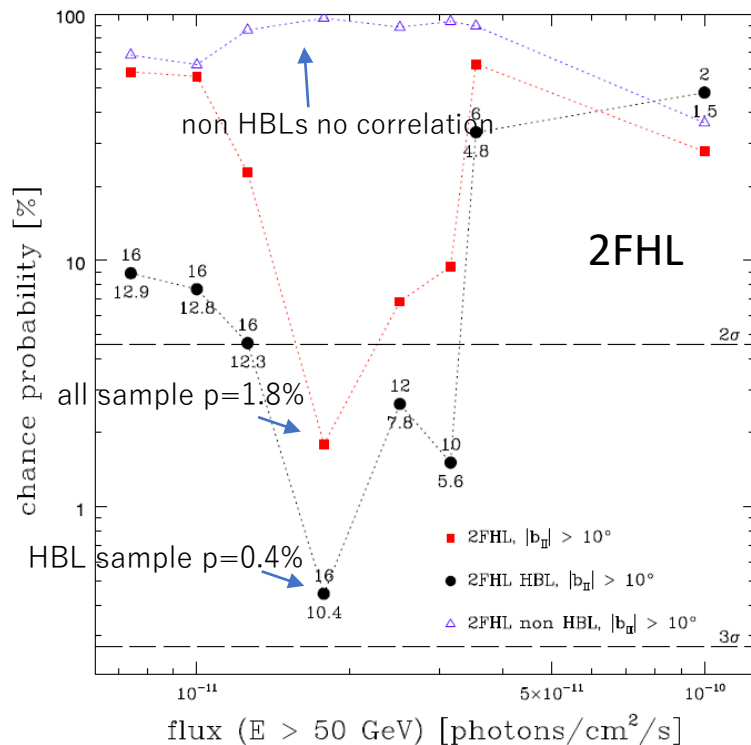 100
non HBLs no correlation
2
1.5
6
4.8
2FHL
10
16
12.9
16
12.8
16
12.3
2σ
12
7.8
all sample p=1.8%
10
5.6
1
2FHL, |b_II| > 10°
HBL sample p=0.4%
16
10.4
2FHL HBL, |b_II| > 10°
2FHL non HBL, |b_II| > 10°
3σ
chance probability [%]
10⁻¹¹
5×10⁻¹¹
10⁻¹⁰
flux (E > 50 GeV) [photons/cm²/s]